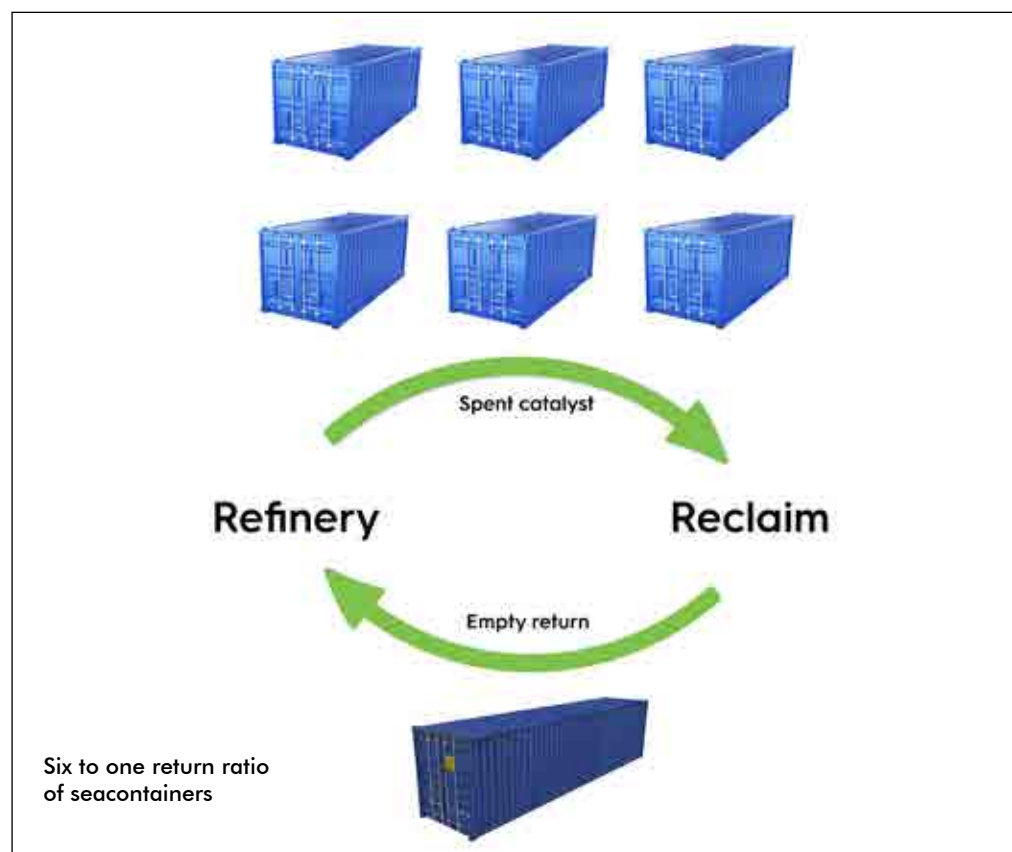 Spent catalyst
Refinery
Reclaim
Empty return
Six to one return ratio
of seacontainers